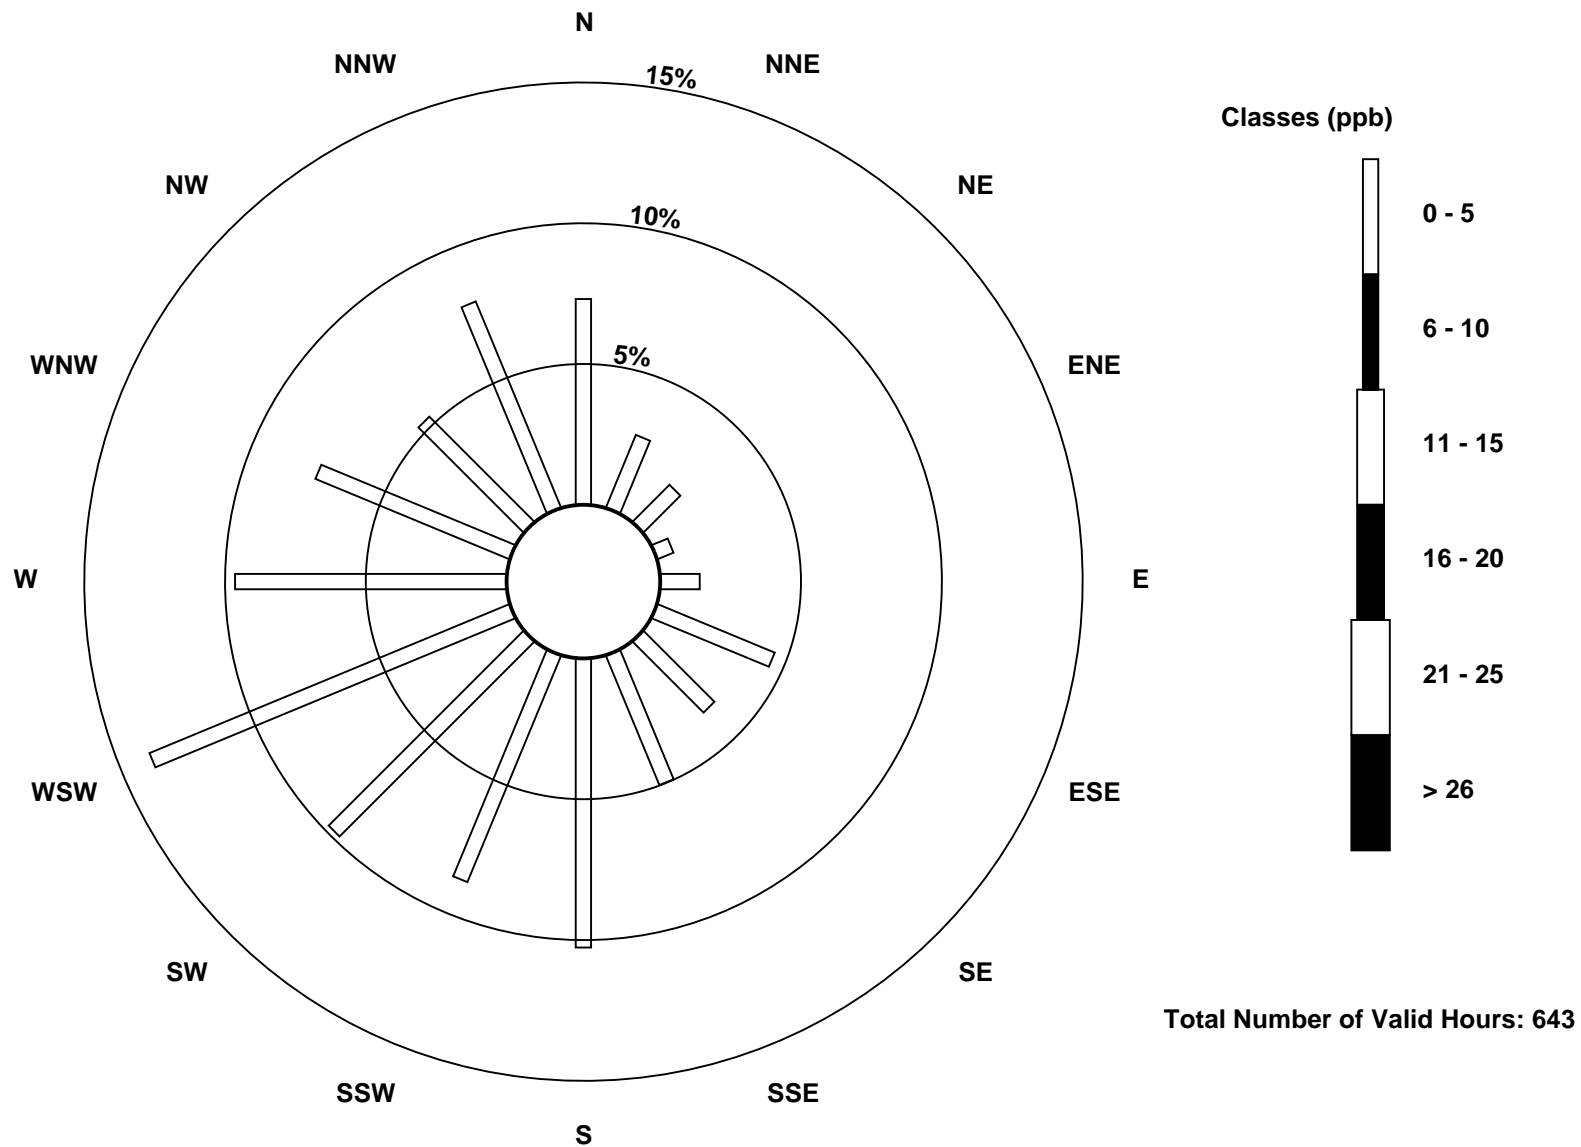 N
NNW
NNE
15%
Classes (ppb)
NW
NE
0 - 5
10%
6 - 10
5%
WNW
ENE
11 - 15
W
E
16 - 20
21 - 25
WSW
ESE
> 26
SW
SE
Total Number of Valid Hours: 643
SSW
SSE
S